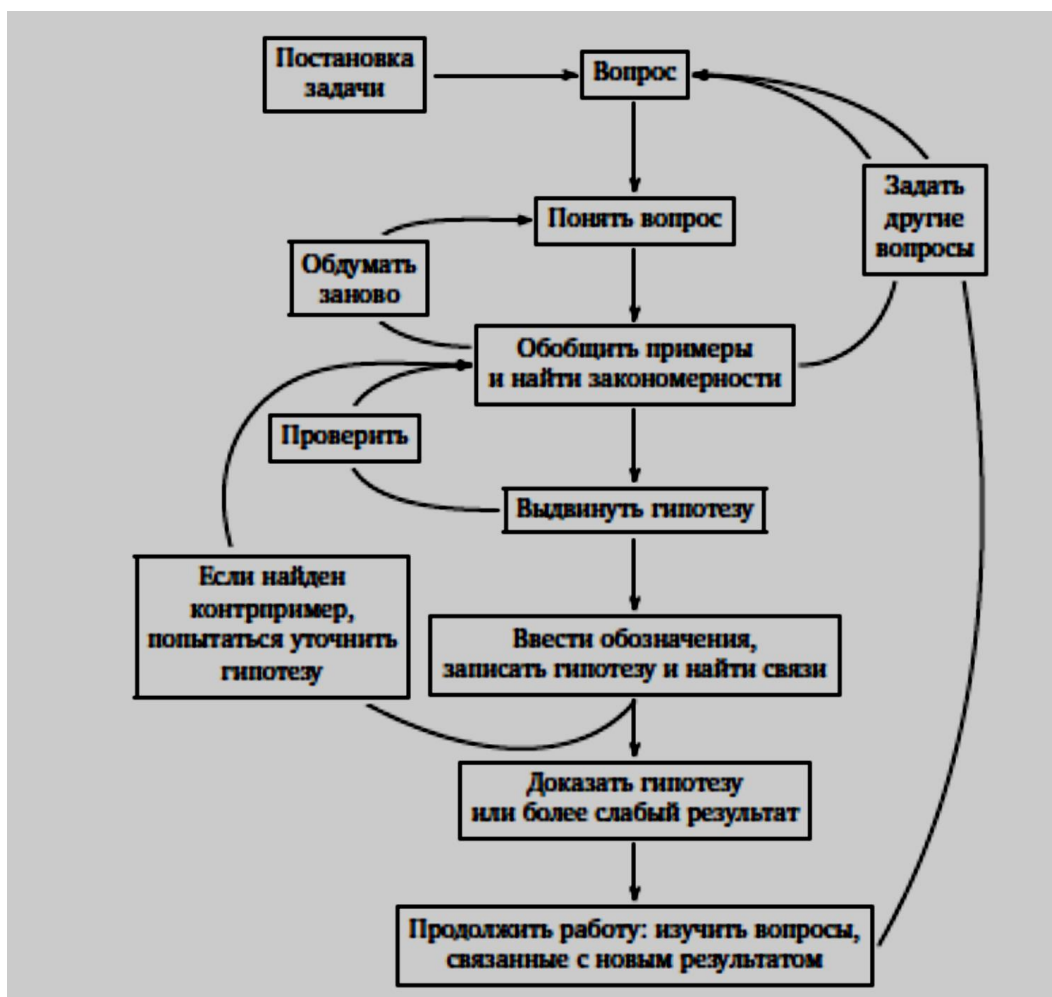 Постановка
задачи
Вопрос
Задать
другие
вопросы
Понять вопрос
Обдумать
заново
Обобщить примеры
и найти закономерности
Проверить
Выдвинуть гипотезу
Если найден
контрпример,
попытаться уточнить
гипотезу
Ввести обозначения,
записать гипотезу и найти связи
Доказать гипотезу
или более слабый результат
Продолжить работу: изучить вопросы,
связанные с новым результатом